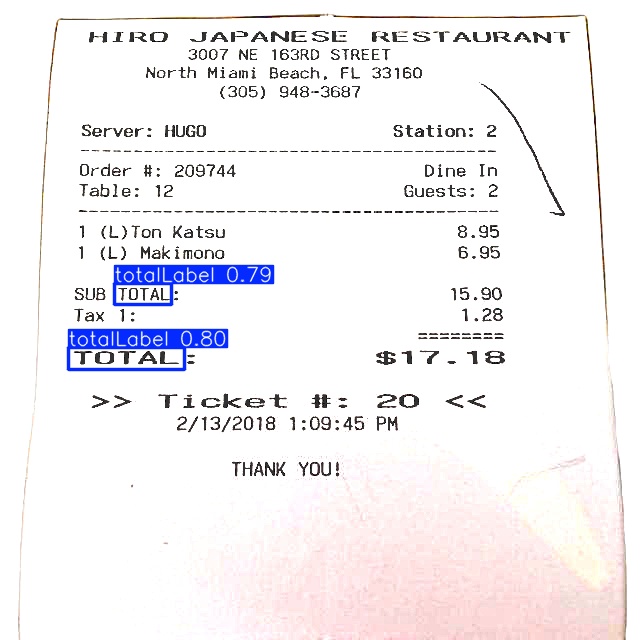 HIRO JAPANESE RESTAURANT
3007 NE 163RD STREET
North Miami Beach, FL 33160
(305) 948-3687
Server: HUGO Station: 2
Order #: 209744 Dine In
Table: 12 Guests: 2
1 (L)Ton Katsu 8.95
1 (L) Makimono 6.95
totalLabel 0.79
SUB TOTAL: 15.90
Tax 1: 1.28
totalLabel 0.80
========
TOTAL: $17.18
>> Ticket #: 20 <<
2/13/2018 1:09:45 PM
THANK YOU!